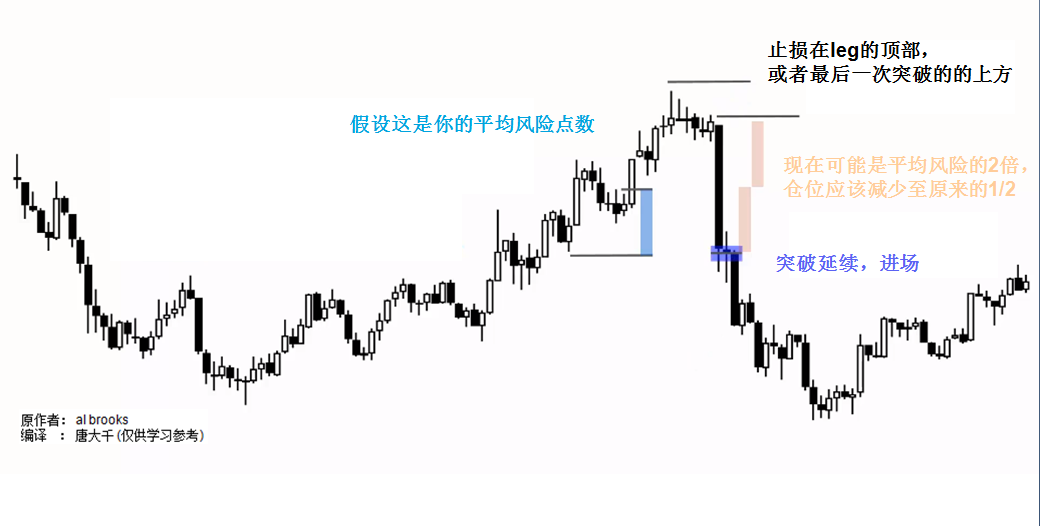 止损在leg的顶部，
或者最后一次突破的的上方
假设这是你的平均风险点数
现在可能是平均风险的2倍，
仓位应该减少至原来的1/2
突破延续，进场
原作者：al brooks
编译 ：唐大千(仅供学习参考)